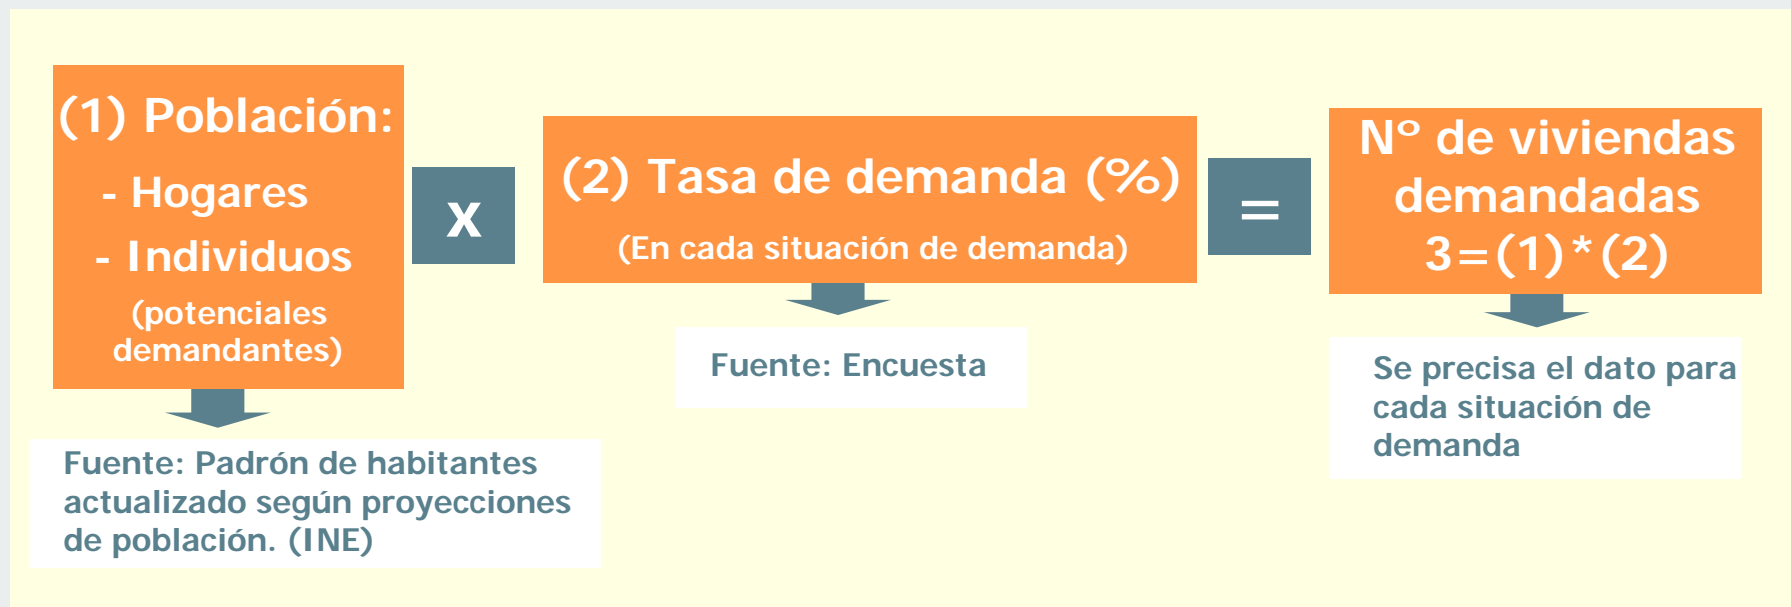 (1) Población:
- Hogares
- Individuos
(potenciales
demandantes)
x
(2) Tasa de demanda (%)
(En cada situación de demanda)
=
Nº de viviendas
demandadas
3=(1)*(2)
Fuente: Padrón de habitantes
actualizado según proyecciones
de población. (INE)
Fuente: Encuesta
Se precisa el dato para
cada situación de
demanda